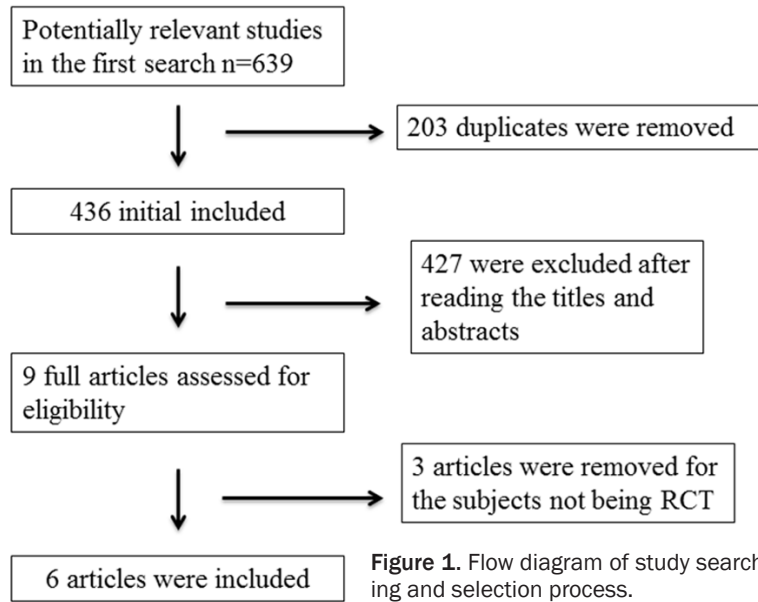 Potentially relevant studies
in the first search n=639
203 duplicates were removed
436 initial included
427 were excluded after
reading the titles and
abstracts
9 full articles assessed for
eligibility
3 articles were removed for
the subjects not being RCT
6 articles were included
Figure 1. Flow diagram of study search-
ing and selection process.